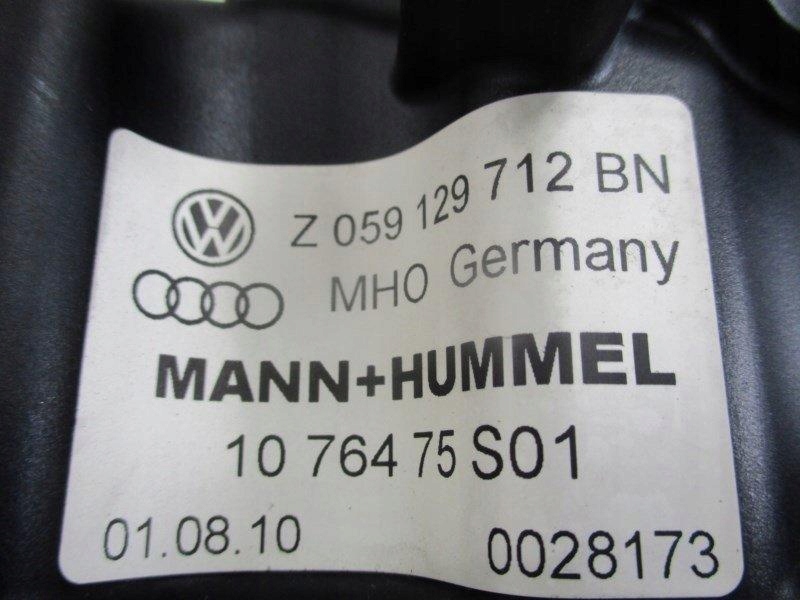 Z 059 129 712 BN
MHO Germany
MANN+HUMMEL
10 764 75 S01
01.08.10 0028173